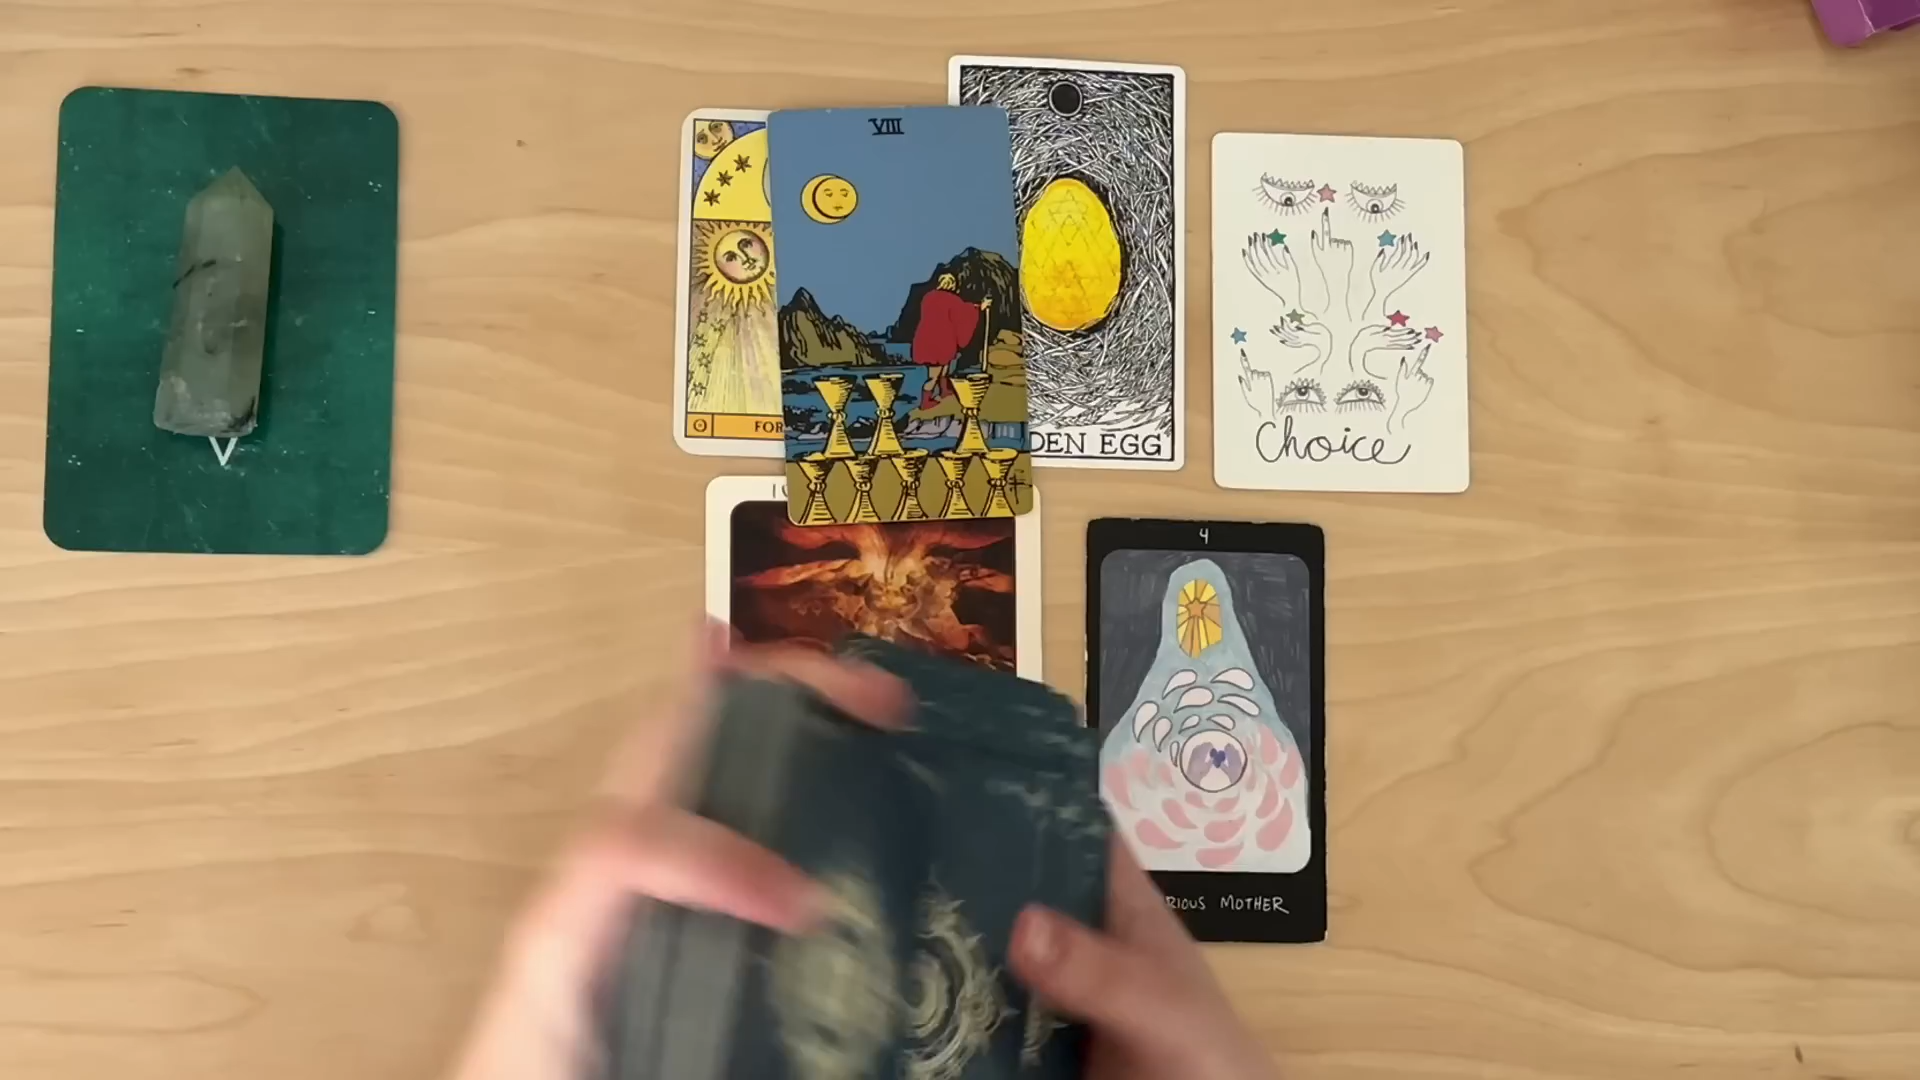 VIII
FOR
DEN EGG
Choice
4
RIOUS MOTHER
V